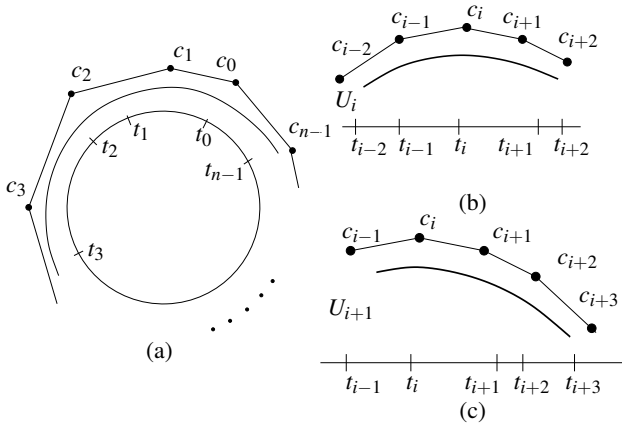 c_1
c_0
c_2
c_{n-1}
t_1
t_0
t_2
t_{n-1}
c_3
t_3
(a)
c_{i-2}
c_{i-1}
c_i
c_{i+1}
c_{i+2}
U_i
t_{i-2}
t_{i-1}
t_i
t_{i+1}
t_{i+2}
(b)
c_{i-1}
c_i
c_{i+1}
c_{i+2}
c_{i+3}
U_{i+1}
t_{i-1}
t_i
t_{i+1}
t_{i+2}
t_{i+3}
(c)